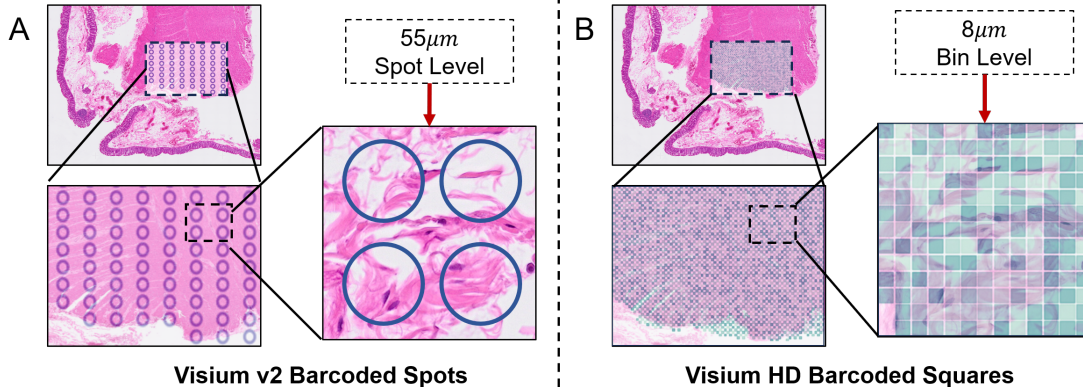 A
55μm
Spot Level
Visium v2 Barcoded Spots
B
8μm
Bin Level
Visium HD Barcoded Squares